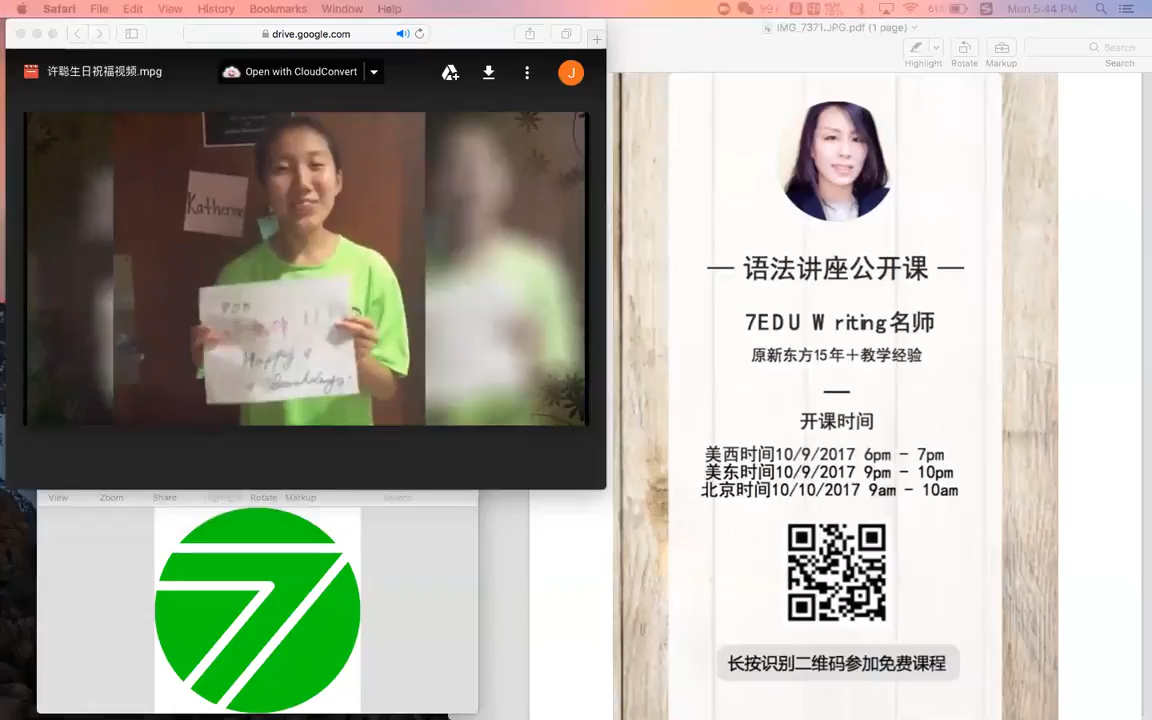 Safari File Edit View History Bookmarks Window Help
Mon 5:44 PM
drive.google.com
IMG_7371.JPG.pdf (1 page)
Search
Highlight Rotate Markup Search
许聪生日祝福视频.mpg
Open with CloudConvert
J
Katherine
Happy
Birthday
View Zoom Share Highlight Rotate Markup Search
7
语法讲座公开课
7EDU Writing名师
原新东方15年+教学经验
开课时间
美西时间10/9/2017 6pm - 7pm
美东时间10/9/2017 9pm - 10pm
北京时间10/10/2017 9am - 10am
长按识别二维码参加免费课程